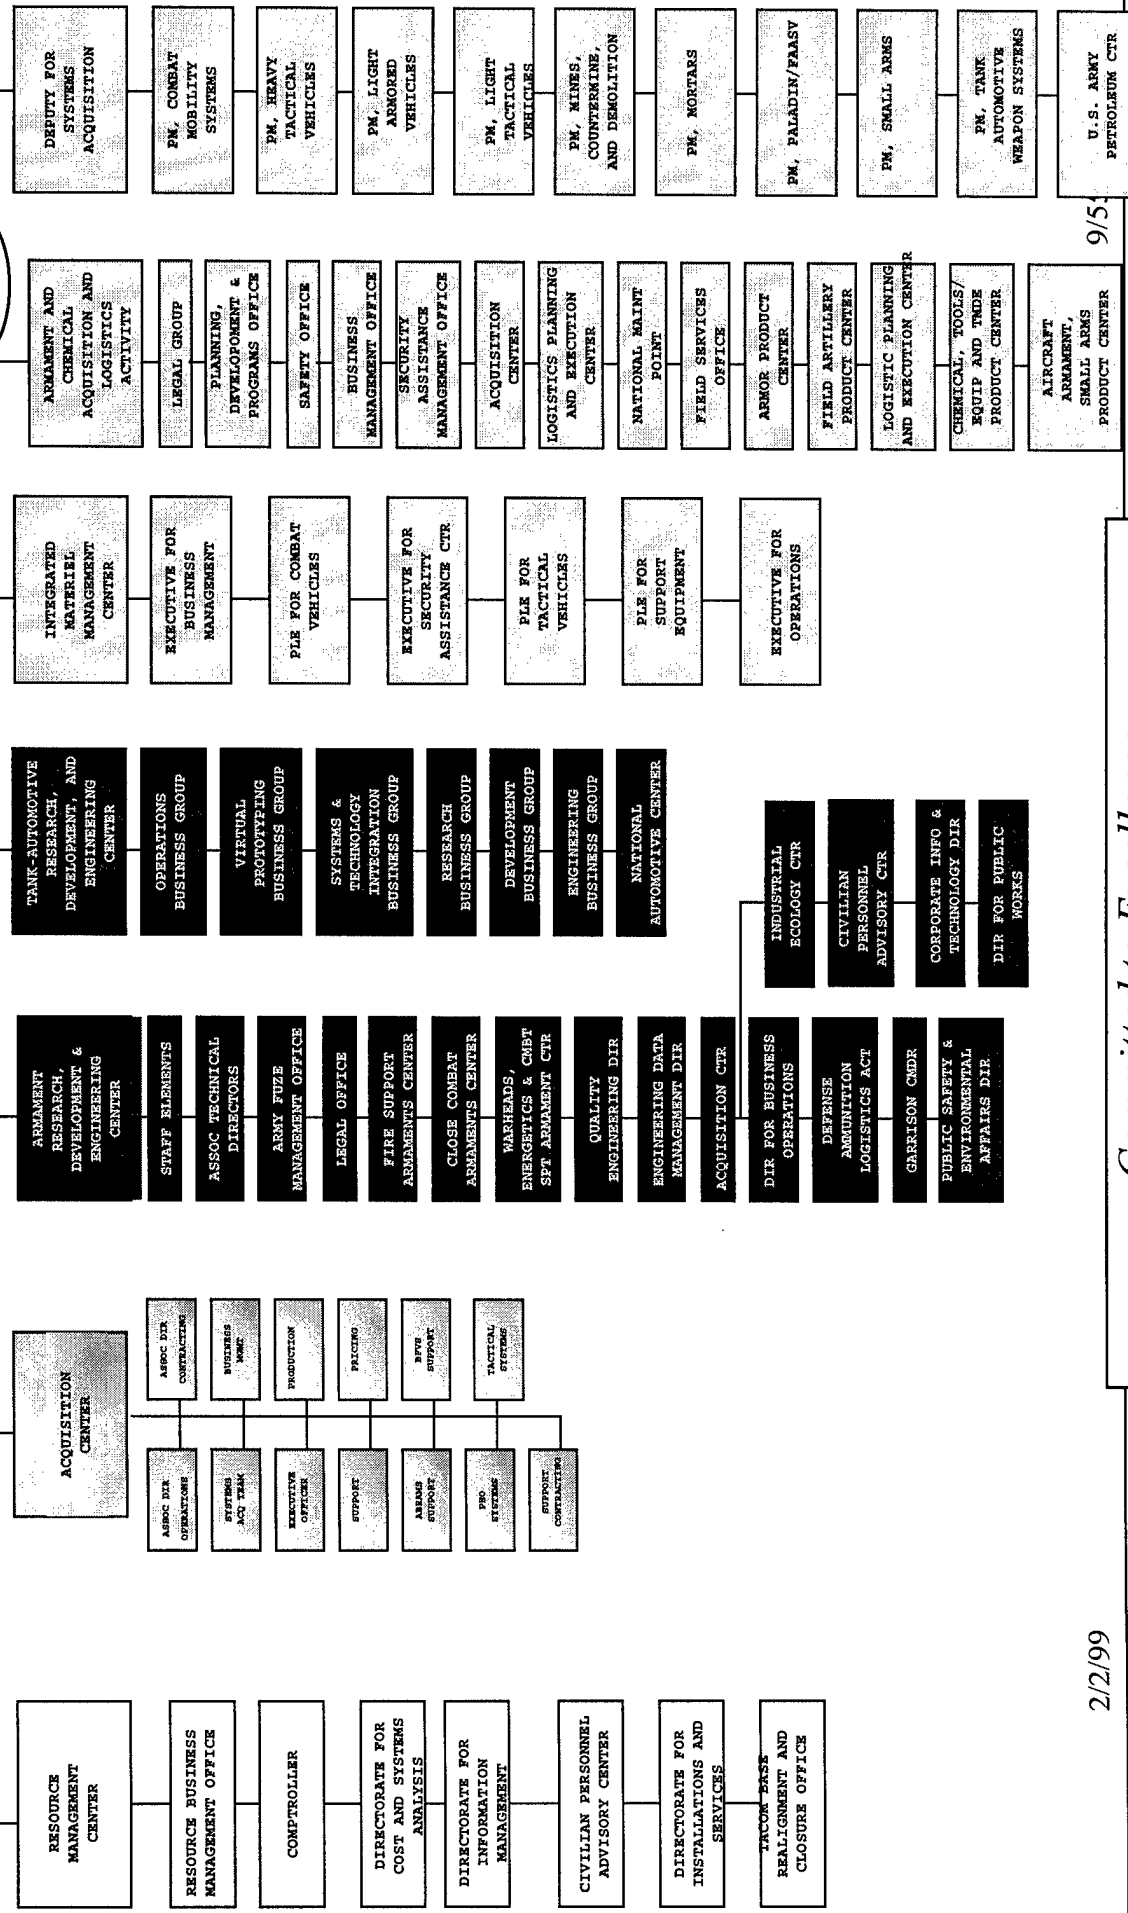 RESOURCE
MANAGEMENT
CENTER
RESOURCE BUSINESS
MANAGEMENT OFFICE
COMPTROLLER
DIRECTORATE FOR
COST AND SYSTEMS
ANALYSIS
DIRECTORATE FOR
INFORMATION
MANAGEMENT
CIVILIAN PERSONNEL
ADVISORY CENTER
DIRECTORATE FOR
INSTALLATIONS AND
SERVICES
TACOM BASE
REALIGNMENT AND
CLOSURE OFFICE
ACQUISITION
CENTER
ASSOC DIR
OPERATIONS
ASSOC DIR
CONTRACTING
SYSTEMS
ACQ TEAM
BUSINESS
MGMT
EXECUTIVE
OFFICER
PRODUCTION
SUPPORT
PRICING
ABRAMS
SUPPORT
BFVS
SUPPORT
PEO
SYSTEMS
TACTICAL
SYSTEMS
SUPPORT
CONTRACTING
ARMAMENT
RESEARCH,
DEVELOPMENT &
ENGINEERING
CENTER
STAFF ELEMENTS
ASSOC TECHNICAL
DIRECTORS
ARMY FUZE
MANAGEMENT OFFICE
LEGAL OFFICE
FIRE SUPPORT
ARMAMENTS CENTER
CLOSE COMBAT
ARMAMENTS CENTER
WARHEADS,
ENERGETICS & CMBT
SPT ARMAMENT CTR
QUALITY
ENGINEERING DIR
ENGINEERING DATA
MANAGEMENT DIR
ACQUISITION CTR
DIR FOR BUSINESS
OPERATIONS
DEFENSE
AMMUNITION
LOGISTICS ACT
GARRISON CMDR
PUBLIC SAFETY &
ENVIRONMENTAL
AFFAIRS DIR
INDUSTRIAL
ECOLOGY CTR
CIVILIAN
PERSONNEL
ADVISORY CTR
CORPORATE INFO &
TECHNOLOGY DIR
DIR FOR PUBLIC
WORKS
TANK-AUTOMOTIVE
RESEARCH,
DEVELOPMENT, AND
ENGINEERING
CENTER
OPERATIONS
BUSINESS GROUP
VIRTUAL
PROTOTYPING
BUSINESS GROUP
SYSTEMS &
TECHNOLOGY
INTEGRATION
BUSINESS GROUP
RESEARCH
BUSINESS GROUP
DEVELOPMENT
BUSINESS GROUP
ENGINEERING
BUSINESS GROUP
NATIONAL
AUTOMOTIVE CENTER
INTEGRATED
MATERIEL
MANAGEMENT
CENTER
EXECUTIVE FOR
BUSINESS
MANAGEMENT
PLE FOR COMBAT
VEHICLES
EXECUTIVE FOR
SECURITY
ASSISTANCE CTR
PLE FOR
TACTICAL
VEHICLES
PLE FOR
SUPPORT
EQUIPMENT
EXECUTIVE FOR
OPERATIONS
ARMAMENT AND
CHEMICAL
ACQUISITION AND
LOGISTICS
ACTIVITY
LEGAL GROUP
PLANNING,
DEVELOPOMENT &
PROGRAMS OFFICE
SAFETY OFFICE
BUSINESS
MANAGEMENT OFFICE
SECURITY
ASSISTANCE
MANAGEMENT OFFICE
ACQUISITION
CENTER
LOGISTICS PLANNING
AND EXECUTION
CENTER
NATIONAL MAINT
POINT
FIELD SERVICES
OFFICE
ARMOR PRODUCT
CENTER
FIELD ARTILLERY
PRODUCT CENTER
LOGISTIC PLANNING
AND EXECUTION CENTER
CHEMICAL, TOOLS/
EQUIP AND TMDE
PRODUCT CENTER
AIRCRAFT
ARMAMENT,
SMALL ARMS
PRODUCT CENTER
DEPUTY FOR
SYSTEMS
ACQUISITION
PM, COMBAT
MOBILITY
SYSTEMS
PM, HEAVY
TACTICAL
VEHICLES
PM, LIGHT
ARMORED
VEHICLES
PM, LIGHT
TACTICAL
VEHICLES
PM, MINES,
COUNTERMINE,
AND DEMOLITION
PM, MORTARS
PM, PALADIN/FAASV
PM, SMALL ARMS
PM, TANK
AUTOMOTIVE
WEAPON SYSTEMS
U.S. ARMY
PETROLEUM CTR
2/2/99